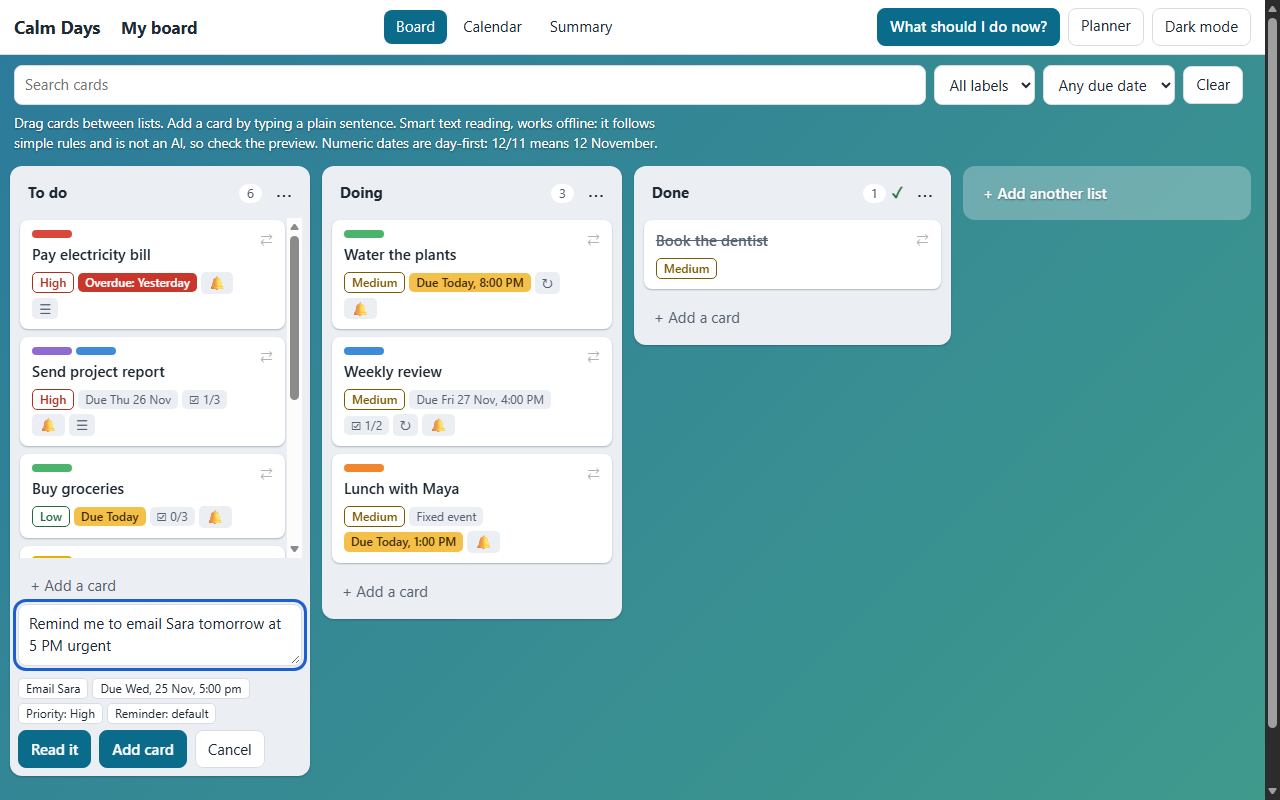 Calm Days My board Board Calendar Summary What should I do now? Planner Dark mode
Search cards All labels Any due date Clear
Drag cards between lists. Add a card by typing a plain sentence. Smart text reading, works offline: it follows
simple rules and is not an AI, so check the preview. Numeric dates are day-first: 12/11 means 12 November.
To do 6 ...
Pay electricity bill
High Overdue: Yesterday
Send project report
High Due Thu 26 Nov 1/3
Buy groceries
Low Due Today 0/3
+ Add a card
Remind me to email Sara tomorrow at
5 PM urgent
Email Sara Due Wed, 25 Nov, 5:00 pm
Priority: High Reminder: default
Read it Add card Cancel
Doing 3 ...
Water the plants
Medium Due Today, 8:00 PM
Weekly review
Medium Due Fri 27 Nov, 4:00 PM
1/2
Lunch with Maya
Medium Fixed event
Due Today, 1:00 PM
+ Add a card
Done 1 ✓ ...
Book the dentist
Medium
+ Add a card
+ Add another list